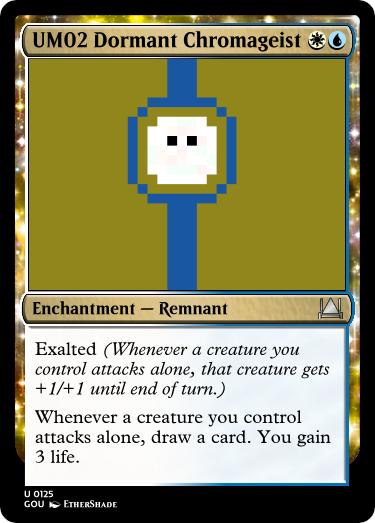 UM02 Dormant Chromageist
Enchantment — Remnant
Exalted (Whenever a creature you
control attacks alone, that creature gets
+1/+1 until end of turn.)
Whenever a creature you control
attacks alone, draw a card. You gain
3 life.
U 0125
GOU EtherShade